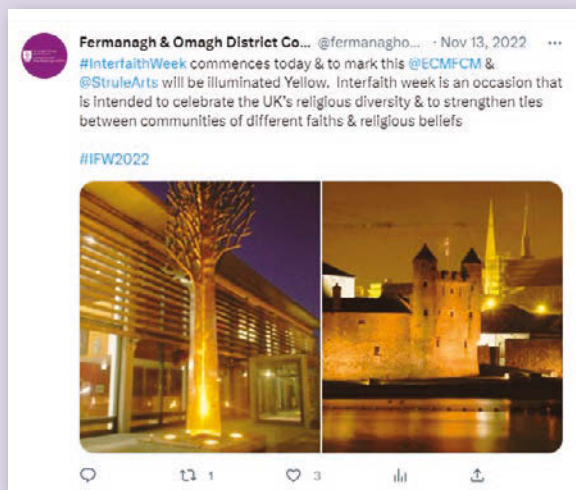 Fermanagh & Omagh District Co... @fermanagho... · Nov 13, 2022 ...
#InterfaithWeek commences today & to mark this @ECMFCM &
@StruleArts will be illuminated Yellow. Interfaith week is an occasion that
is intended to celebrate the UK's religious diversity & to strengthen ties
between communities of different faiths & religious beliefs
#IFW2022
1 3